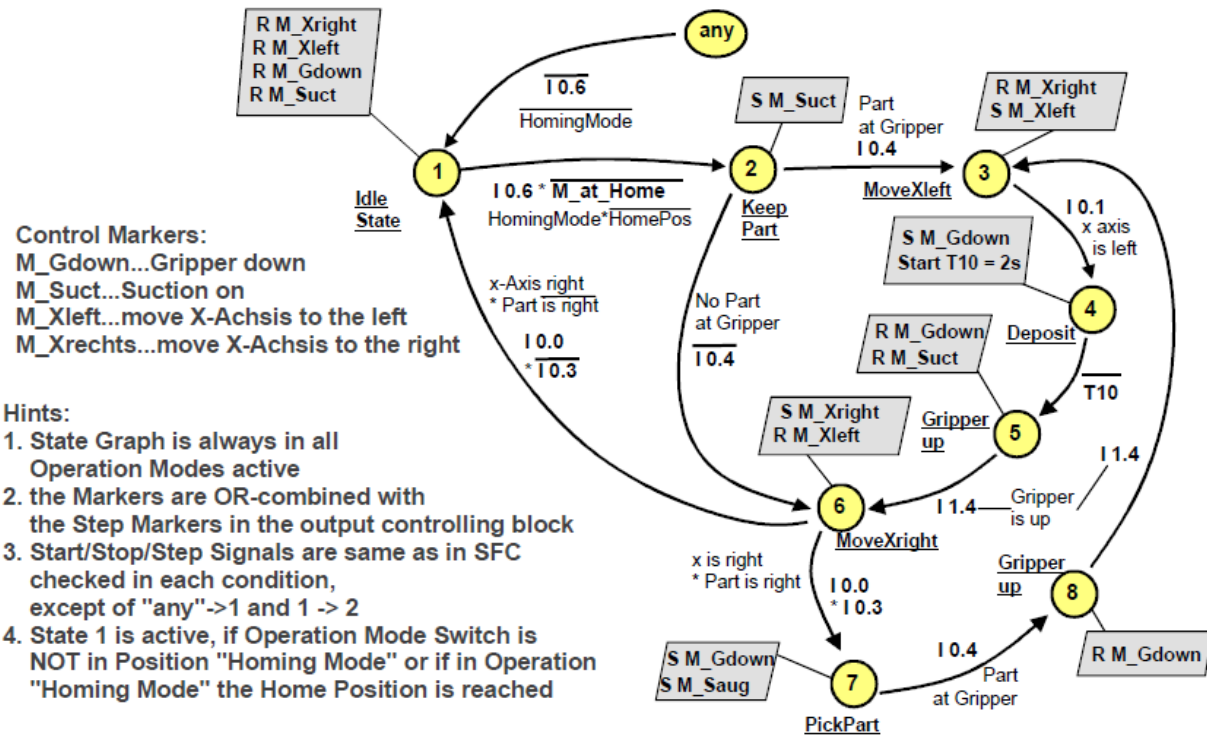 R M_Xright
R M_Xleft
R M_Gdown
R M_Suct
any
I 0.6
HomingMode
S M_Suct
Part
at Gripper
I 0.4
R M_Xright
S M_Xleft
1
Idle
State
I 0.6 * M_at_Home
HomingMode*HomePos
2
Keep
Part
MoveXleft
3
I 0.1
x axis
is left
Control Markers:
M_Gdown...Gripper down
M_Suct...Suction on
M_Xleft...move X-Achsis to the left
M_Xrechts...move X-Achsis to the right
x-Axis right
* Part is right
I 0.0
* I 0.3
No Part
at Gripper
I 0.4
S M_Gdown
Start T10 = 2s
4
Deposit
T10
R M_Gdown
R M_Suct
Gripper
up
5
Hints:
1. State Graph is always in all
Operation Modes active
2. the Markers are OR-combined with
the Step Markers in the output controlling block
3. Start/Stop/Step Signals are same as in SFC
checked in each condition,
except of "any"->1 and 1 -> 2
4. State 1 is active, if Operation Mode Switch is
NOT in Position "Homing Mode" or if in Operation
"Homing Mode" the Home Position is reached
S M_Xright
R M_Xleft
6
MoveXright
I 1.4
Gripper
is up
I 1.4
x is right
* Part is right
I 0.0
* I 0.3
Gripper
up
8
R M_Gdown
S M_Gdown
S M_Saug
7
PickPart
I 0.4
Part
at Gripper